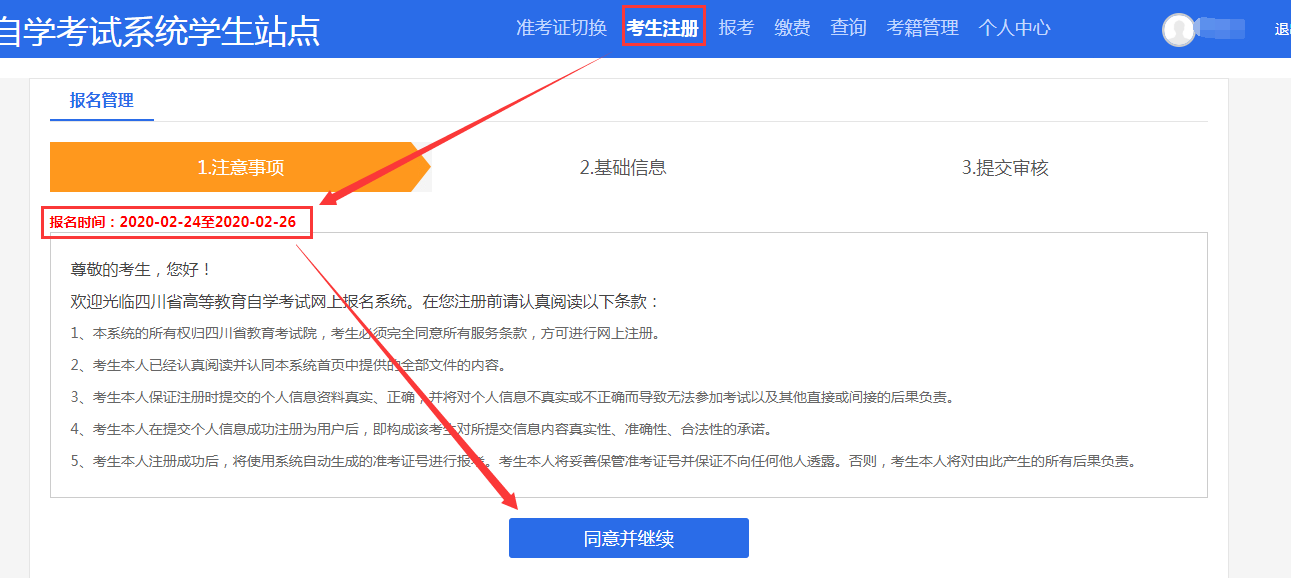 自学考试系统学生站点
准考证切换 考生注册 报考 缴费 查询 考籍管理 个人中心
报名管理
1.注意事项 2.基础信息 3.提交审核
报名时间：2020-02-24至2020-02-26
尊敬的考生，您好！
欢迎光临四川省高等教育自学考试网上报名系统。在您注册前请认真阅读以下条款：
1、本系统的所有权归四川省教育考试院，考生必须完全同意所有服务条款，方可进行网上注册。
2、考生本人已经认真阅读并认同本系统首页中提供的全部文件的内容。
3、考生本人保证注册时提交的个人信息资料真实、正确，并将对个人信息不真实或不正确而导致无法参加考试以及其他直接或间接的后果负责。
4、考生本人在提交个人信息成功注册为用户后，即构成该考生对所提交信息内容真实性、准确性、合法性的承诺。
5、考生本人注册成功后，将使用系统自动生成的准考证号进行报考。考生本人将妥善保管准考证号并保证不向任何他人透露。否则，考生本人将对由此产生的所有后果负责。
同意并继续